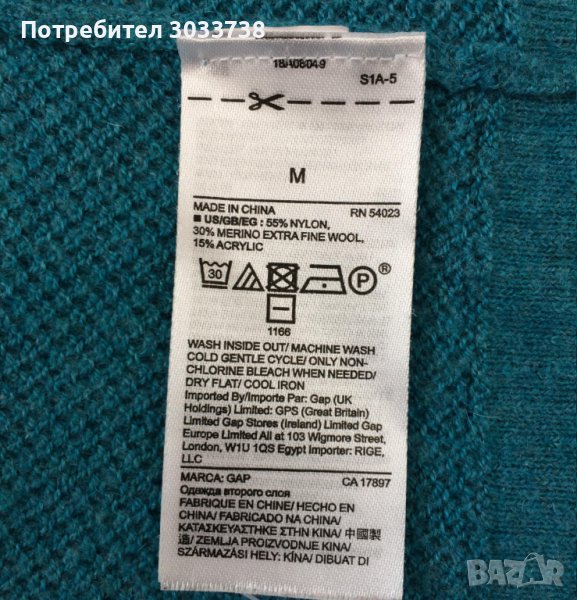 Потребител 3033738
18A08049
S1A-5
M
MADE IN CHINA RN 54023
■ US/GB/EG : 55% NYLON,
30% MERINO EXTRA FINE WOOL,
15% ACRYLIC
30 P ®
1166
WASH INSIDE OUT/ MACHINE WASH
COLD GENTLE CYCLE/ ONLY NON-
CHLORINE BLEACH WHEN NEEDED/
DRY FLAT/ COOL IRON
Imported By/Importe Par: Gap (UK
Holdings) Limited: GPS (Great Britain)
Limited Gap Stores (Ireland) Limited Gap
Europe Limited All at 103 Wigmore Street,
London, W1U 1QS Egypt Importer: RIGE,
LLC
MARCA: GAP CA 17897
Одежда второго слоя
FABRIQUE EN CHINE/ HECHO EN
CHINA/ FABRICADO NA CHINA/
ΚΑΤΑΣΚΕΥΑΣΤΗΚΕ ΣΤΗΝ ΚΙΝΑ/ 中國製
造/ ZEMLJA PROIZVODNJE KINA/
SZÁRMAZÁSI HELY: KÍNA/ DIBUAT DI
BAZAR